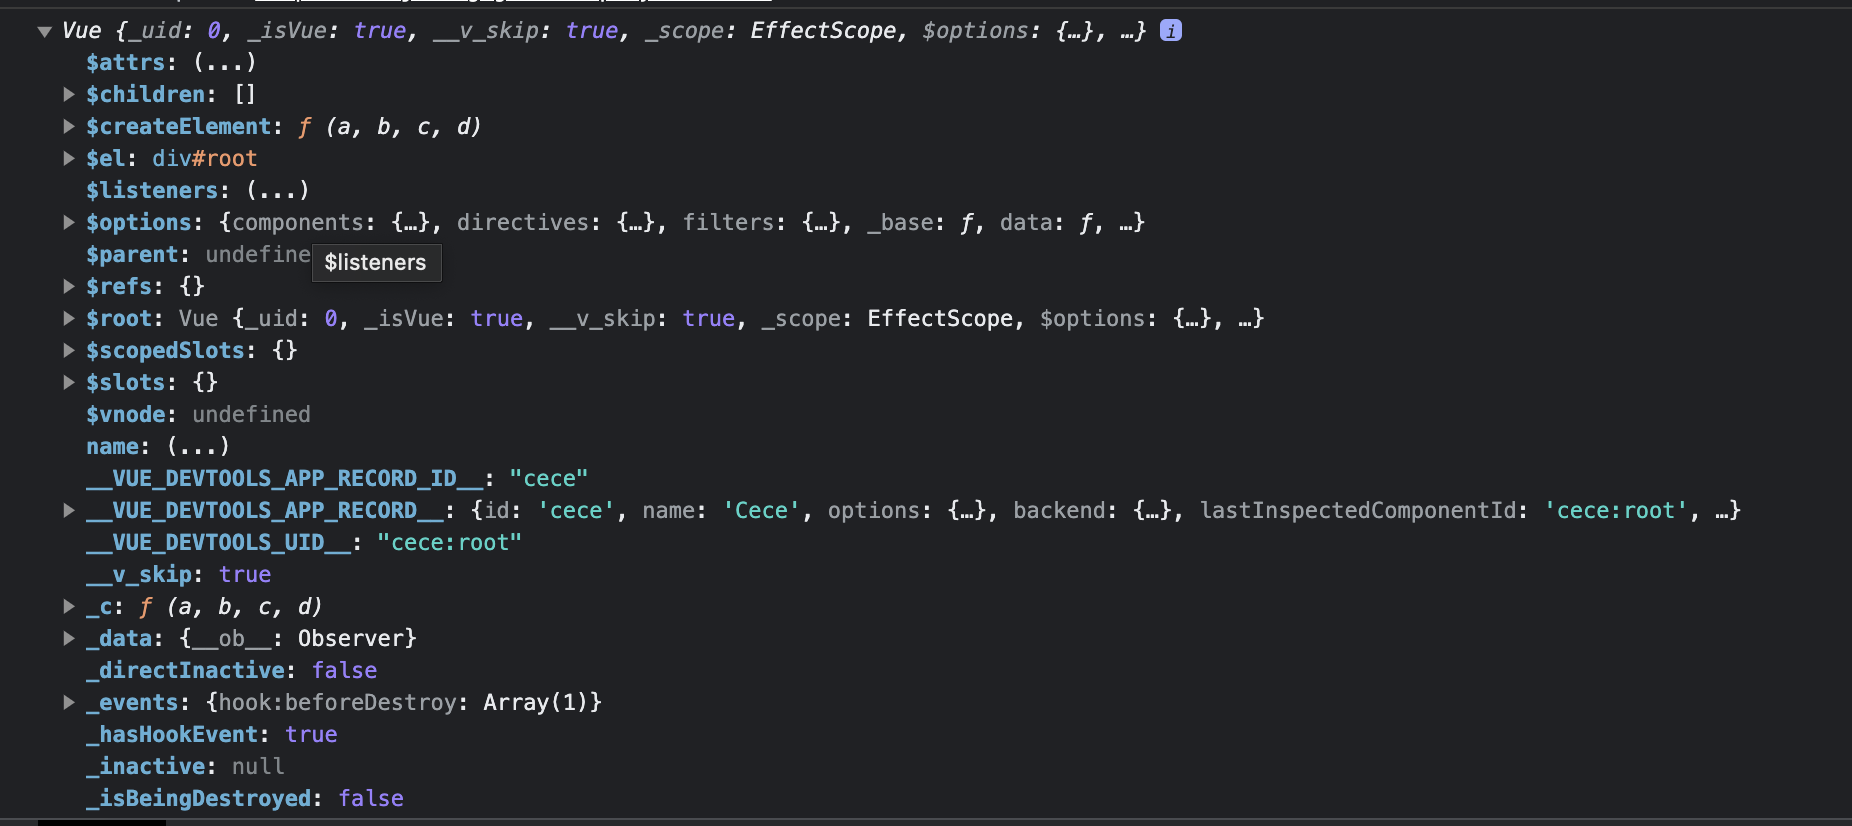 Vue {_uid: 0, _isVue: true, __v_skip: true, _scope: EffectScope, $options: {…}, …} i
$attrs: (...)
$children: []
$createElement: ƒ (a, b, c, d)
$el: div#root
$listeners: (...)
$options: {components: {…}, directives: {…}, filters: {…}, _base: ƒ, data: ƒ, …}
$parent: undefine
$listeners
$refs: {}
$root: Vue {_uid: 0, _isVue: true, __v_skip: true, _scope: EffectScope, $options: {…}, …}
$scopedSlots: {}
$slots: {}
$vnode: undefined
name: (...)
__VUE_DEVTOOLS_APP_RECORD_ID__: "cece"
__VUE_DEVTOOLS_APP_RECORD__: {id: 'cece', name: 'Cece', options: {…}, backend: {…}, lastInspectedComponentId: 'cece:root', …}
__VUE_DEVTOOLS_UID__: "cece:root"
__v_skip: true
_c: ƒ (a, b, c, d)
_data: {__ob__: Observer}
_directInactive: false
_events: {hook:beforeDestroy: Array(1)}
_hasHookEvent: true
_inactive: null
_isBeingDestroyed: false